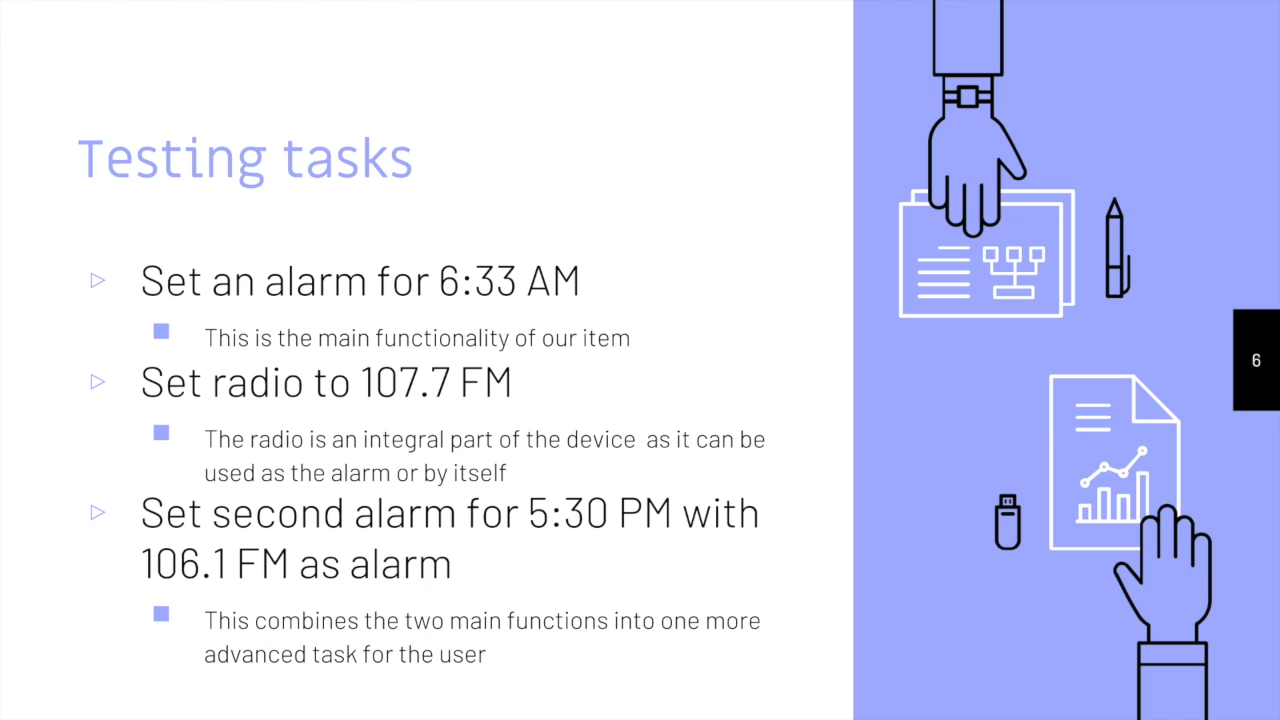 Testing tasks
Set an alarm for 6:33 AM
This is the main functionality of our item
Set radio to 107.7 FM
The radio is an integral part of the device as it can be
used as the alarm or by itself
Set second alarm for 5:30 PM with
106.1 FM as alarm
This combines the two main functions into one more
advanced task for the user
6